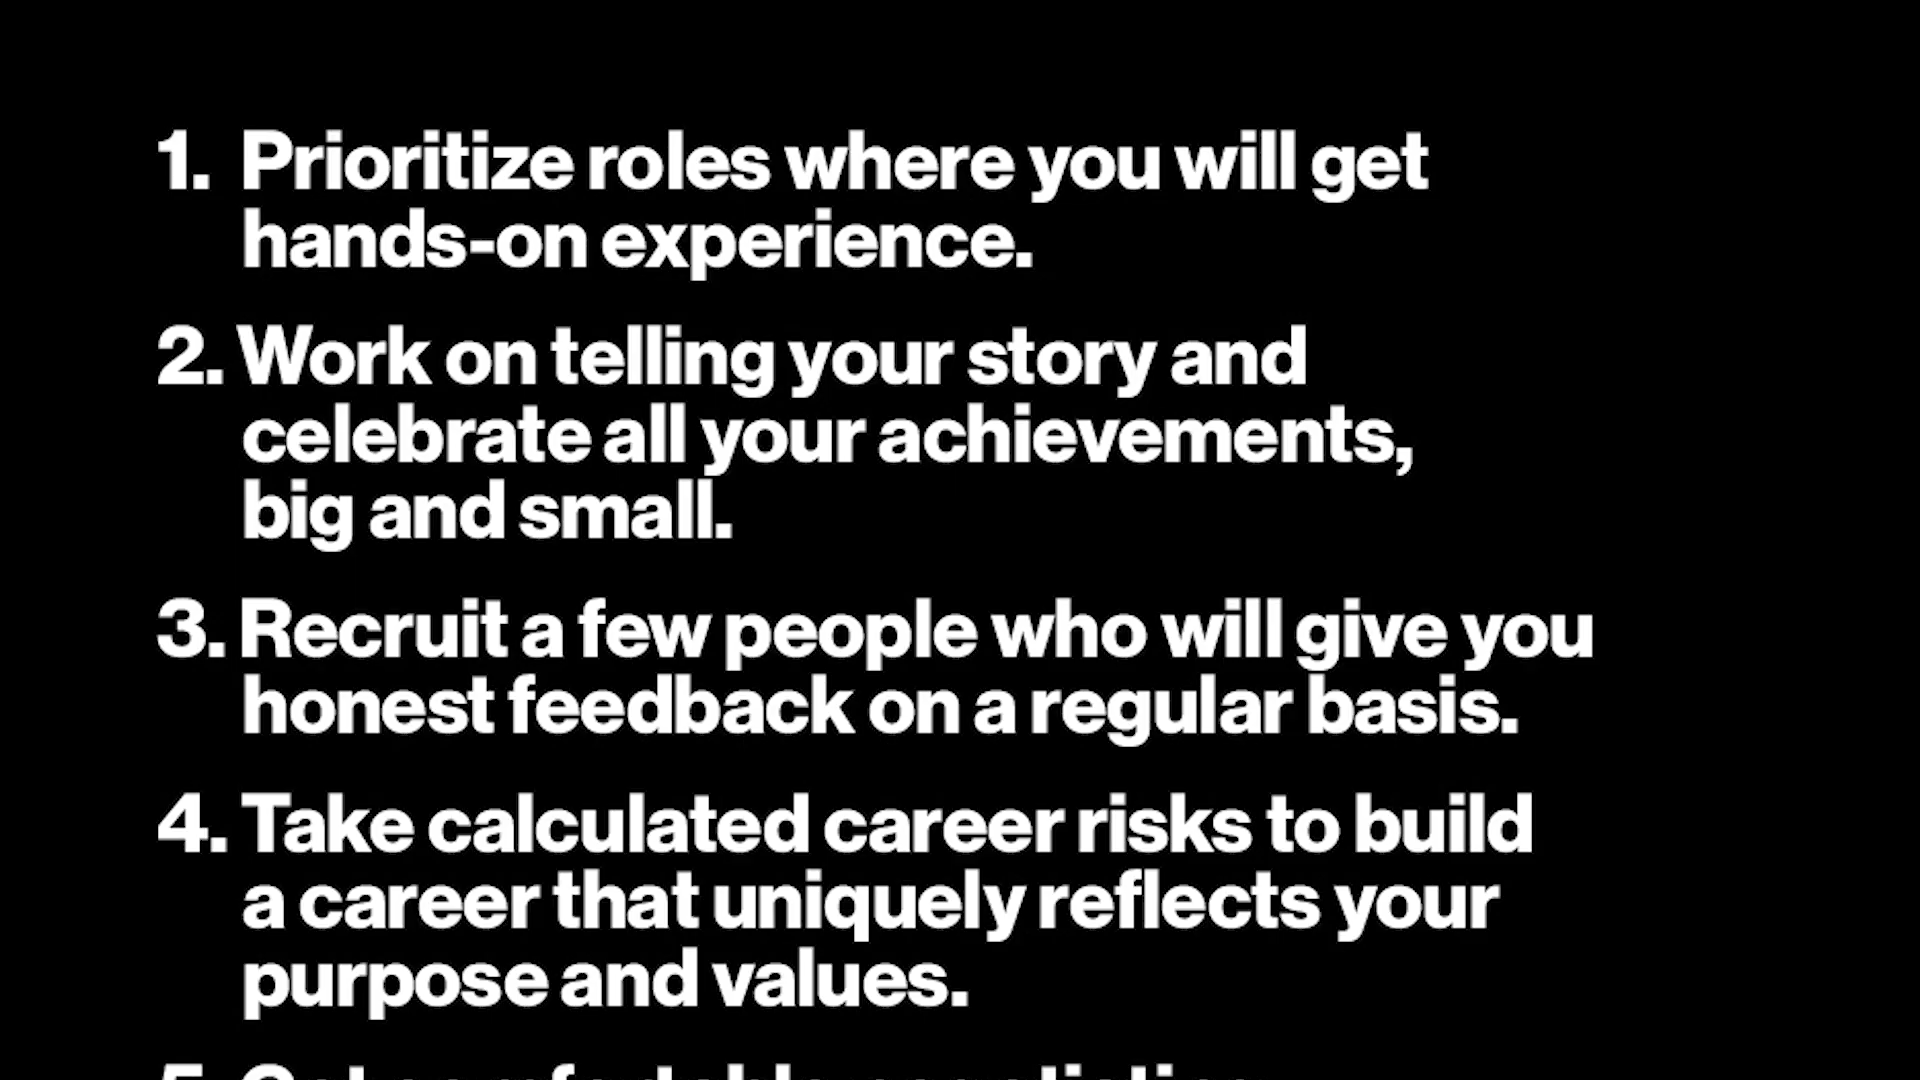 1. Prioritize roles where you will get
hands-on experience.
2. Work on telling your story and
celebrate all your achievements,
big and small.
3. Recruit a few people who will give you
honest feedback on a regular basis.
4. Take calculated career risks to build
a career that uniquely reflects your
purpose and values.